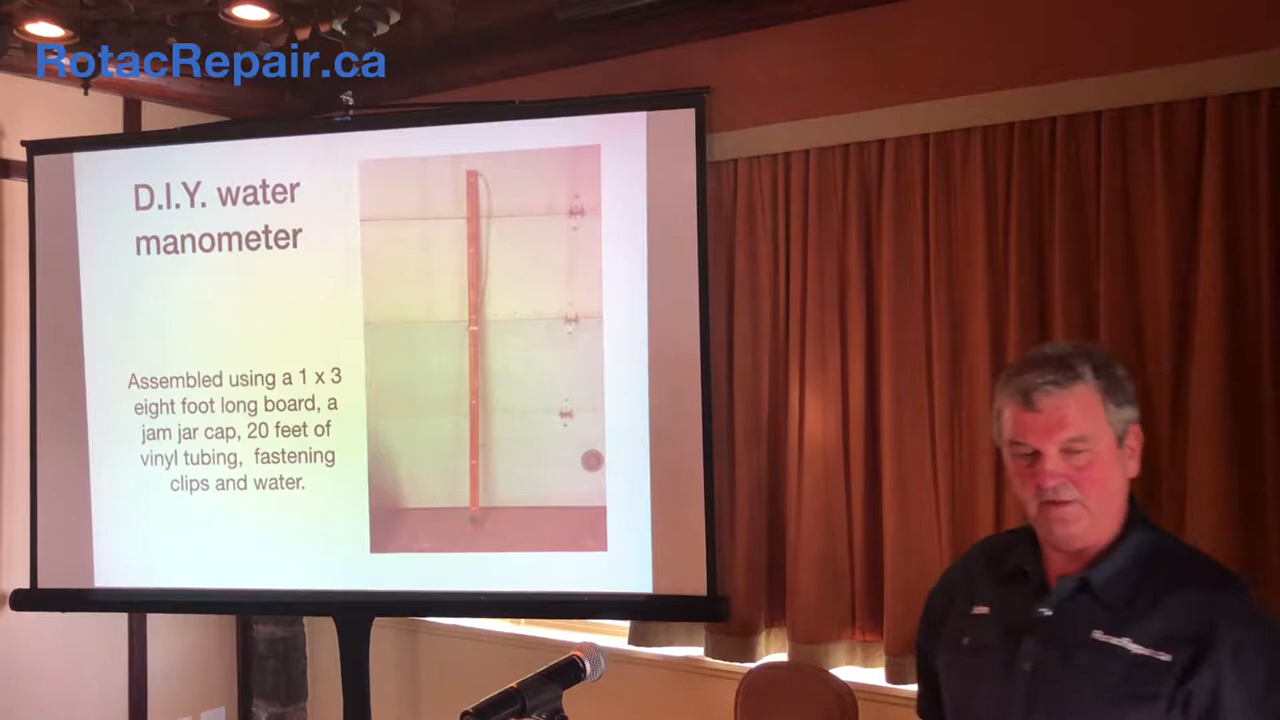 RotacRepair.ca
D.I.Y. water
manometer
Assembled using a 1 x 3
eight foot long board, a
jam jar cap, 20 feet of
vinyl tubing, fastening
clips and water.